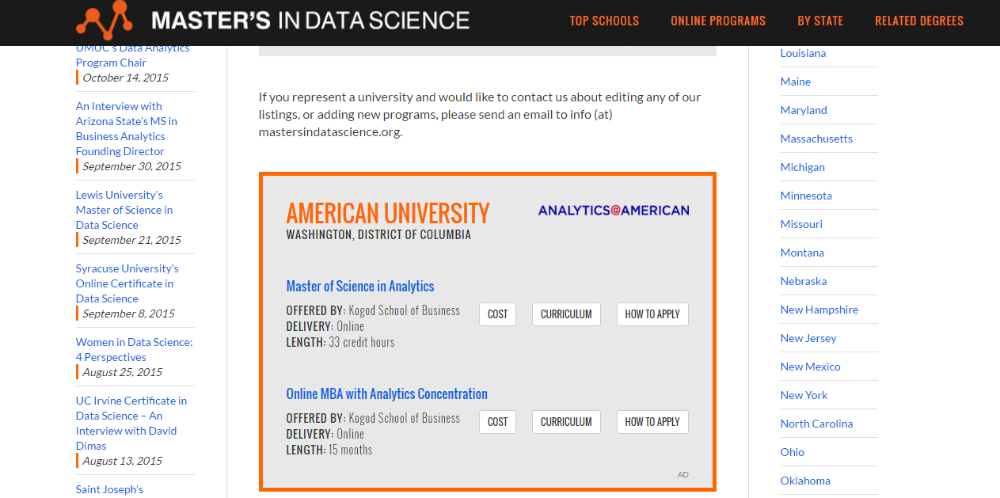 MASTER'S IN DATA SCIENCE
TOP SCHOOLS
ONLINE PROGRAMS
BY STATE
RELATED DEGREES
UMUC's Data Analytics
Program Chair
October 14, 2015
An Interview with
Arizona State's MS in
Business Analytics
Founding Director
September 30, 2015
Lewis University's
Master of Science in
Data Science
September 21, 2015
Syracuse University's
Online Certificate in
Data Science
September 8, 2015
Women in Data Science:
4 Perspectives
August 25, 2015
UC Irvine Certificate in
Data Science – An
Interview with David
Dimas
August 13, 2015
Saint Joseph's
If you represent a university and would like to contact us about editing any of our
listings, or adding new programs, please send an email to info (at)
mastersindatascience.org.
AMERICAN UNIVERSITY
WASHINGTON, DISTRICT OF COLUMBIA
ANALYTICS@AMERICAN
Master of Science in Analytics
OFFERED BY: Kogod School of Business
DELIVERY: Online
LENGTH: 33 credit hours
COST
CURRICULUM
HOW TO APPLY
Online MBA with Analytics Concentration
OFFERED BY: Kogod School of Business
DELIVERY: Online
LENGTH: 15 months
COST
CURRICULUM
HOW TO APPLY
AD
Louisiana
Maine
Maryland
Massachusetts
Michigan
Minnesota
Missouri
Montana
Nebraska
New Hampshire
New Jersey
New Mexico
New York
North Carolina
Ohio
Oklahoma